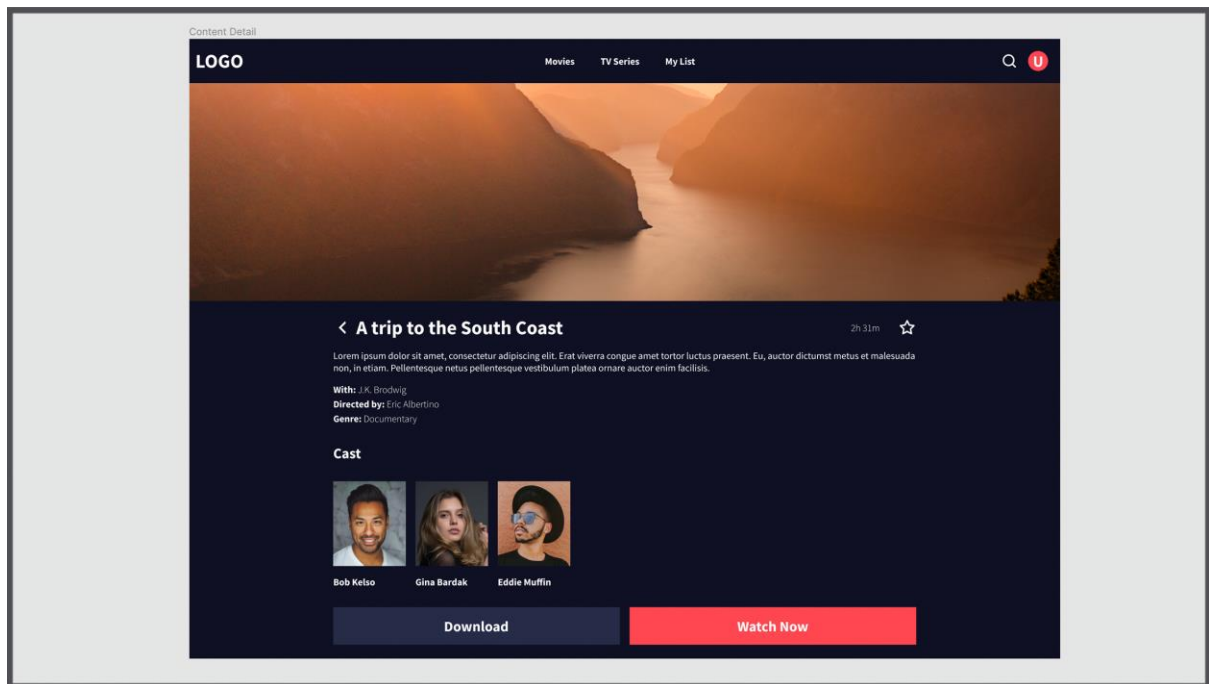 Content Detail
LOGO
Movies TV Series My List
U
A trip to the South Coast
2h 31m
Lorem ipsum dolor sit amet, consectetur adipiscing elit. Erat viverra congue amet tortor luctus praesent. Eu, auctor dictumst metus et malesuada
non, in etiam. Pellentesque netus pellentesque vestibulum platea ornare auctor enim facilisis.
With: J.K. Brodwig
Directed by: Eric Albertino
Genre: Documentary
Cast
Bob Kelso Gina Bardak Eddie Muffin
Download Watch Now